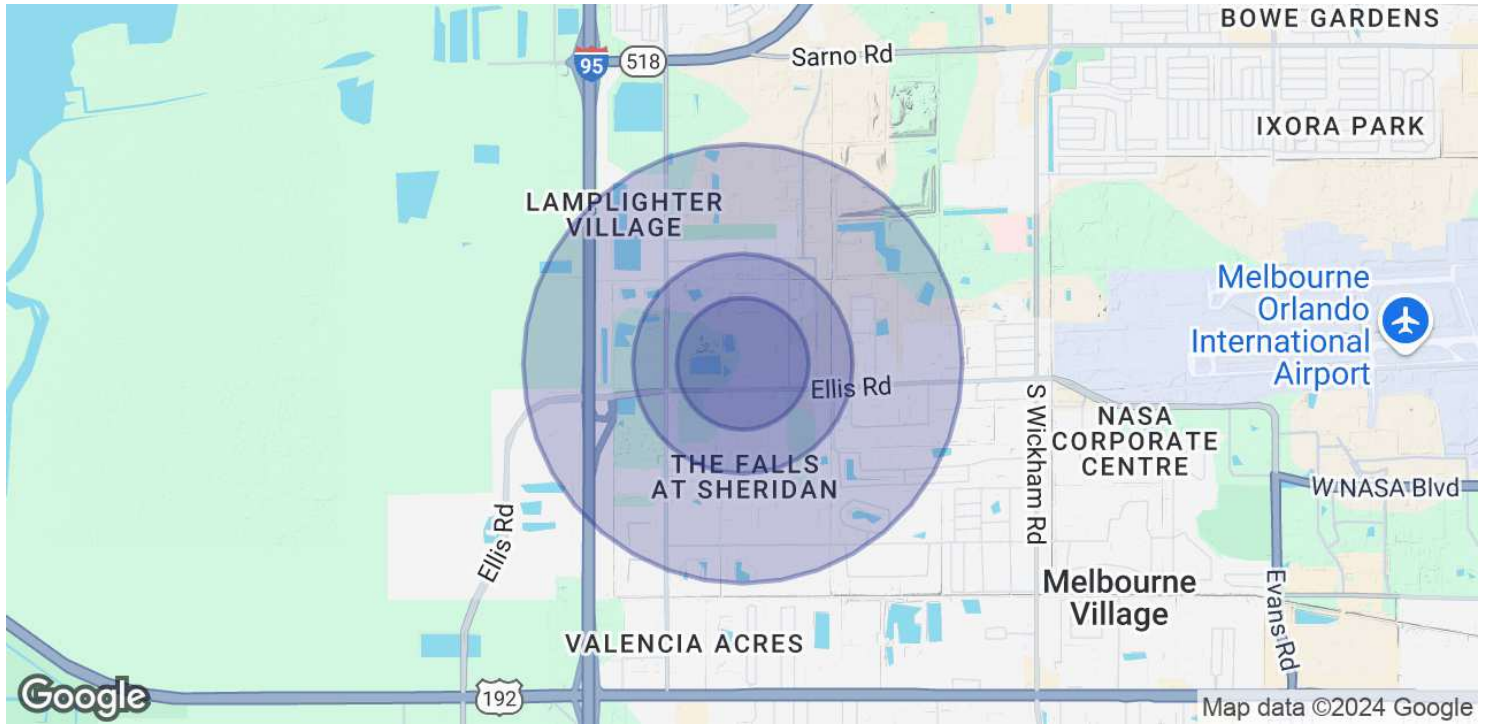 BOWE GARDENS
95
518
Sarno Rd
IXORA PARK
LAMPLIGHTER
VILLAGE
Melbourne
Orlando
International
Airport
Ellis Rd
S Wickham Rd
NASA
CORPORATE
CENTRE
THE FALLS
AT SHERIDAN
W NASA Blvd
Ellis Rd
Melbourne
Village
Evans Rd
VALENCIA ACRES
Google
192
Map data ©2024 Google